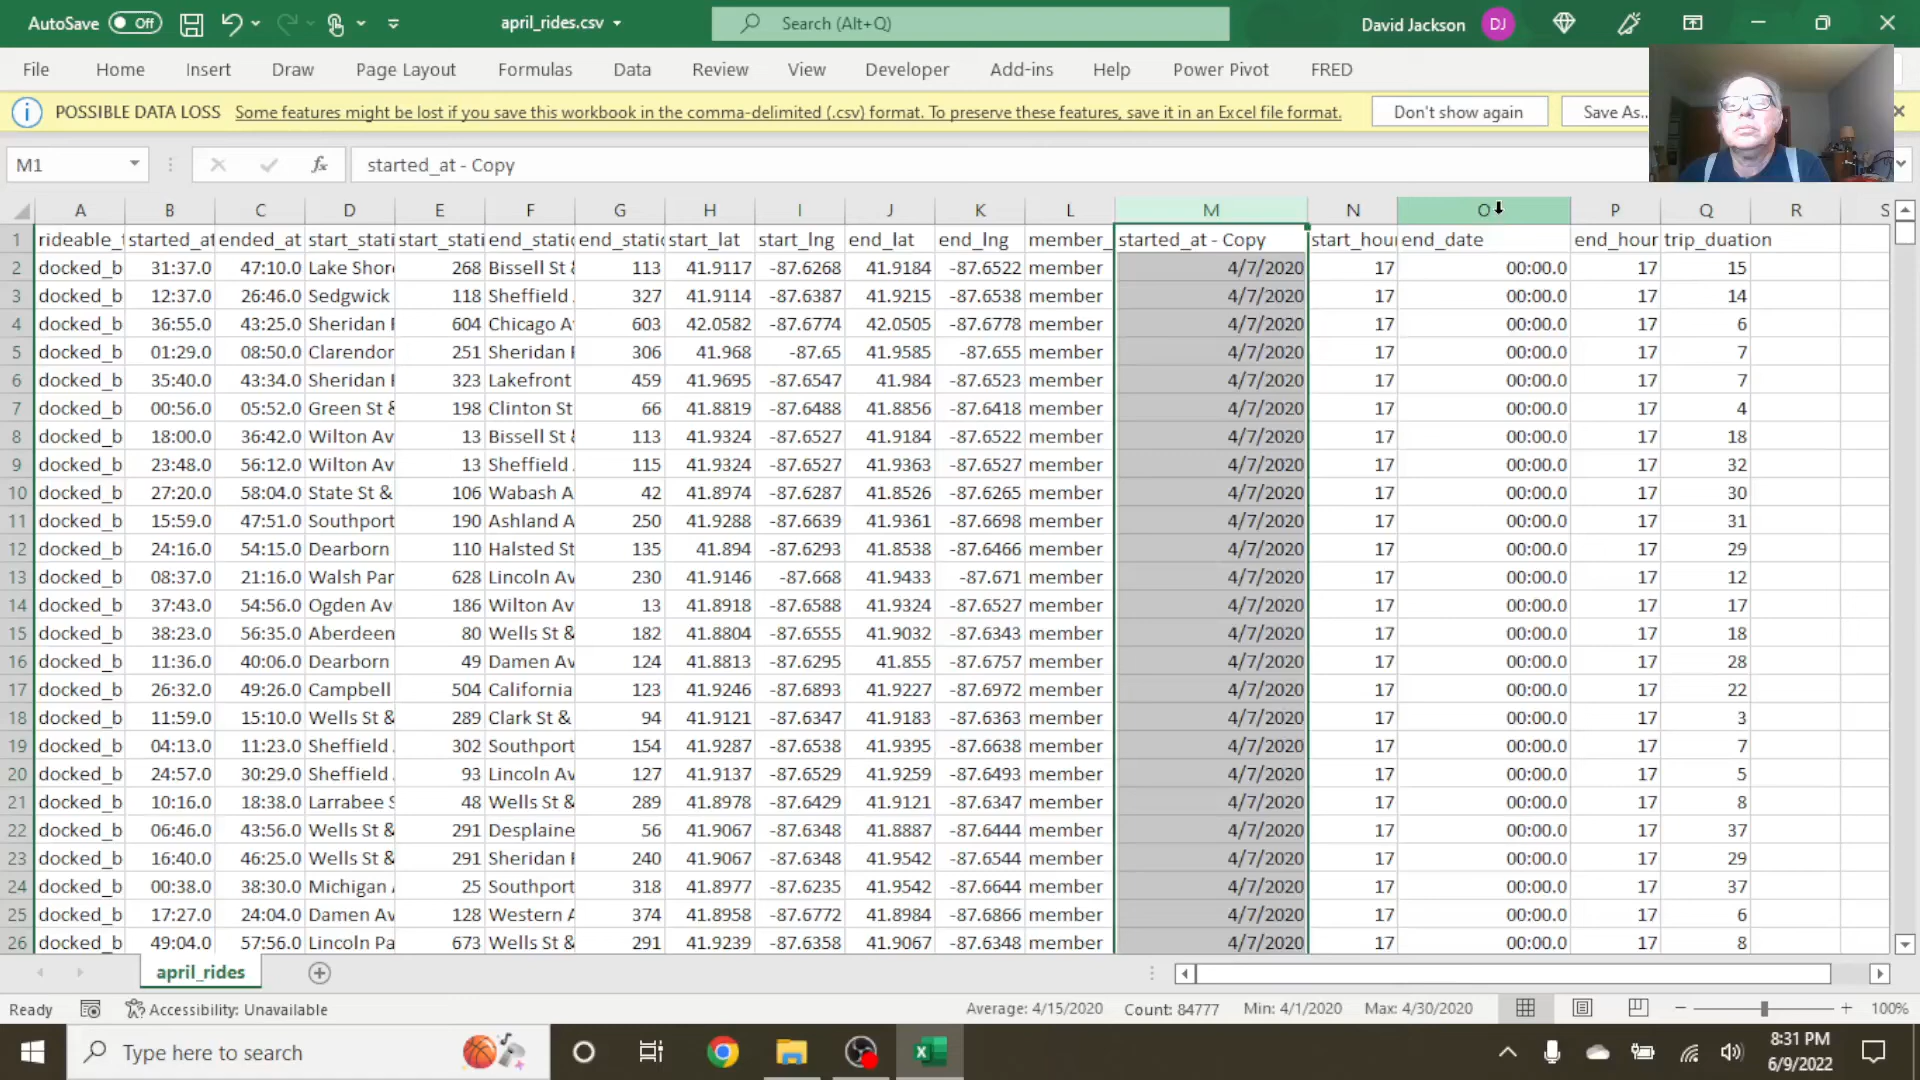 AutoSave Off april_rides.csv Search (Alt+Q) David Jackson DJ
File Home Insert Draw Page Layout Formulas Data Review View Developer Add-ins Help Power Pivot FRED
POSSIBLE DATA LOSS Some features might be lost if you save this workbook in the comma-delimited (.csv) format. To preserve these features, save it in an Excel file format. Don't show again Save As..
M1 fx started_at - Copy
A B C D E F G H I J K L M N O P Q R S
1 rideable_t started_at ended_at start_stati start_stati end_static end_static start_lat start_lng end_lat end_lng member_ started_at - Copy start_hour end_date end_hour trip_duation
2 docked_b 31:37.0 47:10.0 Lake Shor 268 Bissell St & 113 41.9117 -87.6268 41.9184 -87.6522 member 4/7/2020 17 00:00.0 17 15
3 docked_b 12:37.0 26:46.0 Sedgwick 118 Sheffield 327 41.9114 -87.6387 41.9215 -87.6538 member 4/7/2020 17 00:00.0 17 14
4 docked_b 36:55.0 43:25.0 Sheridan R 604 Chicago A 603 42.0582 -87.6774 42.0505 -87.6778 member 4/7/2020 17 00:00.0 17 6
5 docked_b 01:29.0 08:50.0 Clarendor 251 Sheridan R 306 41.968 -87.65 41.9585 -87.655 member 4/7/2020 17 00:00.0 17 7
6 docked_b 35:40.0 43:34.0 Sheridan R 323 Lakefront 459 41.9695 -87.6547 41.984 -87.6523 member 4/7/2020 17 00:00.0 17 7
7 docked_b 00:56.0 05:52.0 Green St & 198 Clinton St 66 41.8819 -87.6488 41.8856 -87.6418 member 4/7/2020 17 00:00.0 17 4
8 docked_b 18:00.0 36:42.0 Wilton Av 13 Bissell St & 113 41.9324 -87.6527 41.9184 -87.6522 member 4/7/2020 17 00:00.0 17 18
9 docked_b 23:48.0 56:12.0 Wilton Av 13 Sheffield 115 41.9324 -87.6527 41.9363 -87.6527 member 4/7/2020 17 00:00.0 17 32
10 docked_b 27:20.0 58:04.0 State St & 106 Wabash A 42 41.8974 -87.6287 41.8526 -87.6265 member 4/7/2020 17 00:00.0 17 30
11 docked_b 15:59.0 47:51.0 Southport 190 Ashland A 250 41.9288 -87.6639 41.9361 -87.6698 member 4/7/2020 17 00:00.0 17 31
12 docked_b 24:16.0 54:15.0 Dearborn 110 Halsted St 135 41.894 -87.6293 41.8538 -87.6466 member 4/7/2020 17 00:00.0 17 29
13 docked_b 08:37.0 21:16.0 Walsh Par 628 Lincoln Av 230 41.9146 -87.668 41.9433 -87.671 member 4/7/2020 17 00:00.0 17 12
14 docked_b 37:43.0 54:56.0 Ogden Av 186 Wilton Av 13 41.8918 -87.6588 41.9324 -87.6527 member 4/7/2020 17 00:00.0 17 17
15 docked_b 38:23.0 56:35.0 Aberdeen 80 Wells St & 182 41.8804 -87.6555 41.9032 -87.6343 member 4/7/2020 17 00:00.0 17 18
16 docked_b 11:36.0 40:06.0 Dearborn 49 Damen Av 124 41.8813 -87.6295 41.855 -87.6757 member 4/7/2020 17 00:00.0 17 28
17 docked_b 26:32.0 49:26.0 Campbell 504 California 123 41.9246 -87.6893 41.9227 -87.6972 member 4/7/2020 17 00:00.0 17 22
18 docked_b 11:59.0 15:10.0 Wells St & 289 Clark St & 94 41.9121 -87.6347 41.9183 -87.6363 member 4/7/2020 17 00:00.0 17 3
19 docked_b 04:13.0 11:23.0 Sheffield 302 Southport 154 41.9287 -87.6538 41.9395 -87.6638 member 4/7/2020 17 00:00.0 17 7
20 docked_b 24:57.0 30:29.0 Sheffield 93 Lincoln Av 127 41.9137 -87.6529 41.9259 -87.6493 member 4/7/2020 17 00:00.0 17 5
21 docked_b 10:16.0 18:38.0 Larrabee S 48 Wells St & 289 41.8978 -87.6429 41.9121 -87.6347 member 4/7/2020 17 00:00.0 17 8
22 docked_b 06:46.0 43:56.0 Wells St & 291 Desplaine 56 41.9067 -87.6348 41.8887 -87.6444 member 4/7/2020 17 00:00.0 17 37
23 docked_b 16:40.0 46:25.0 Wells St & 291 Sheridan R 240 41.9067 -87.6348 41.9542 -87.6544 member 4/7/2020 17 00:00.0 17 29
24 docked_b 00:38.0 38:30.0 Michigan 25 Southport 318 41.8977 -87.6235 41.9542 -87.6644 member 4/7/2020 17 00:00.0 17 37
25 docked_b 17:27.0 24:04.0 Damen Av 128 Western A 374 41.8958 -87.6772 41.8984 -87.6866 member 4/7/2020 17 00:00.0 17 6
26 docked_b 49:04.0 57:56.0 Lincoln Pa 673 Wells St & 291 41.9239 -87.6358 41.9067 -87.6348 member 4/7/2020 17 00:00.0 17 8
april_rides
Ready Accessibility: Unavailable Average: 4/15/2020 Count: 84777 Min: 4/1/2020 Max: 4/30/2020 100%
Type here to search 8:31 PM
6/9/2022